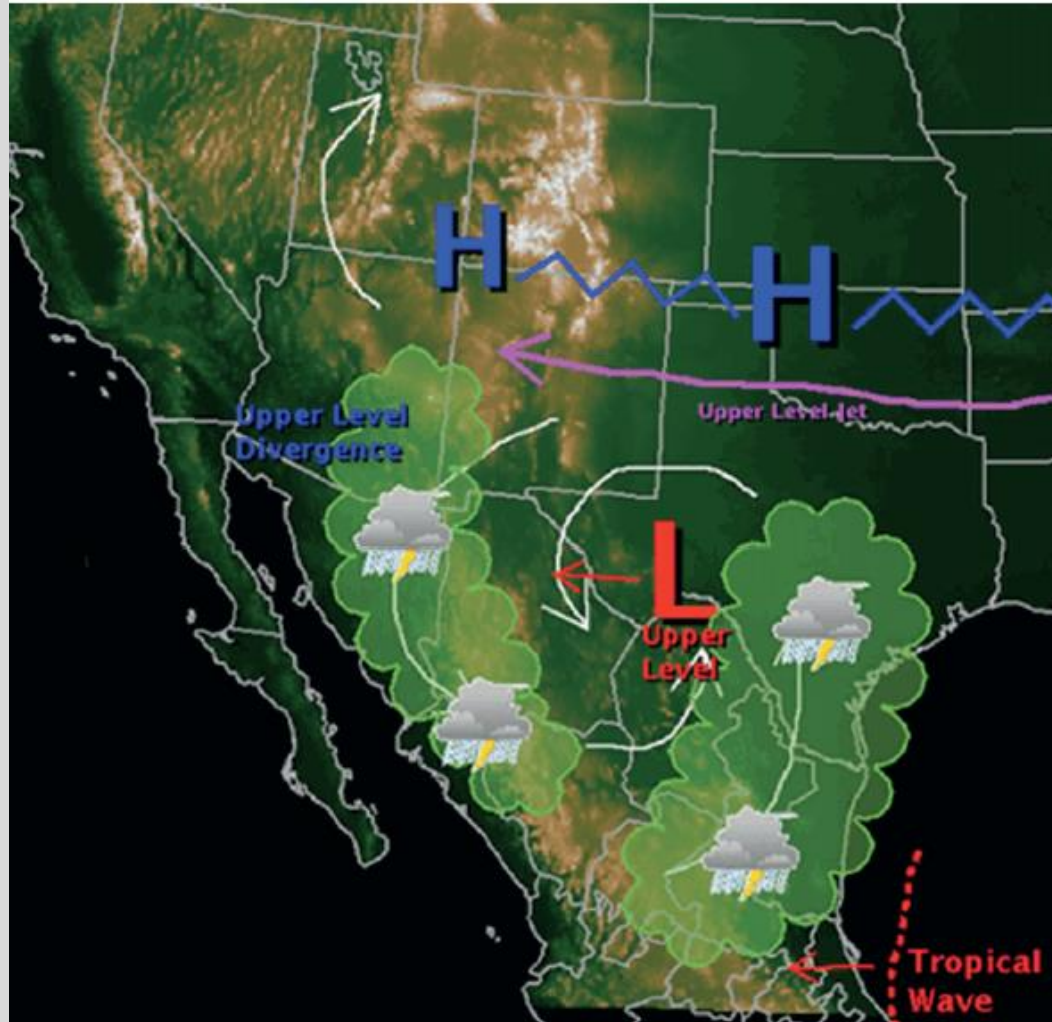 H
H
Upper Level Jet
Upper Level
Divergence
L
Upper
Level
Tropical
Wave